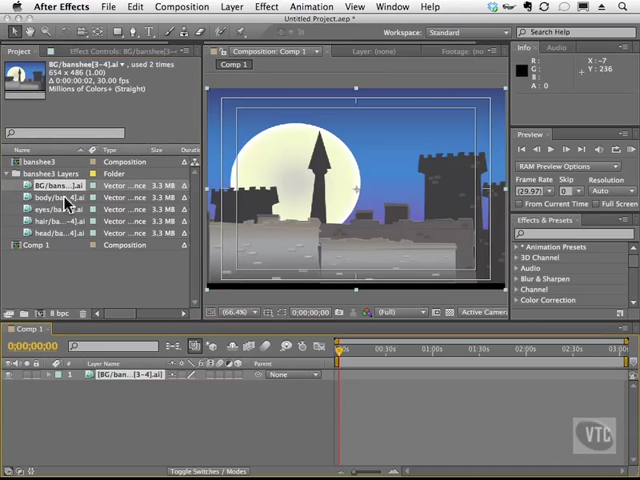 After Effects File Edit Composition Layer Effect Animation View Window Help
Untitled Project.aep *
Workspace: Standard Search Help
Project Effect Controls: BG/banshee[3- Composition: Comp 1 Layer: (none) Footage: (no Info Audio
Comp 1
BG/banshee[3-4].ai , used 2 times
654 x 486 (1.00)
Δ 0:00:00:02, 30.00 fps
Millions of Colors+ (Straight)
R :
G :
B :
A : 0
X : -7
Y : 236
Preview
RAM Preview Options
Frame Rate Skip Resolution
(29.97) 0 Auto
From Current Time Full Screen
Effects & Presets
* Animation Presets
3D Channel
Audio
Blur & Sharpen
Channel
Color Correction
Name Type Size Duration
banshee3 Composition
banshee3 Layers Folder
BG/bans...].ai Vector ...nce 3.3 MB
body/ba...4].ai Vector ...nce 3.3 MB
eyes/ba...4].ai Vector ...nce 3.3 MB
hair/ba...4].ai Vector ...nce 3.3 MB
head/ba...4].ai Vector ...nce 3.3 MB
Comp 1 Composition
8 bpc
(66.4%) 0;00;00;00 (Full) Active Camera
Comp 1
0;00;00;00
00s 00:30s 01:00s 01:30s 02:00s 02:30s 03:00s
# Layer Name Parent
1 [BG/ban...[3-4].ai] None
VTC
Toggle Switches / Modes